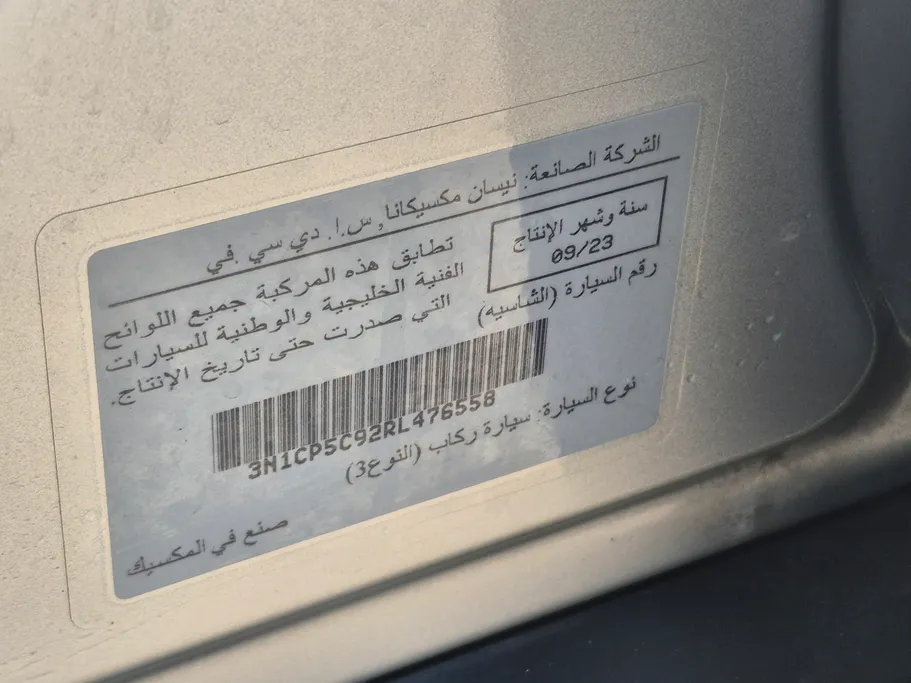 الشركة الصانعة: نيسان مكسيكانا, س.ا. دي سي .في
سنة وشهر الإنتاج
09/23
تطابق هذه المركبة جميع اللوائح
الفنية الخليجية والوطنية للسيارات
التي صدرت حتى تاريخ الإنتاج.
رقم السيارة (الشاسيه)
3N1CP5C92RL476558
نوع السيارة: سيارة ركاب (النوع3)
صنع في المكسيك